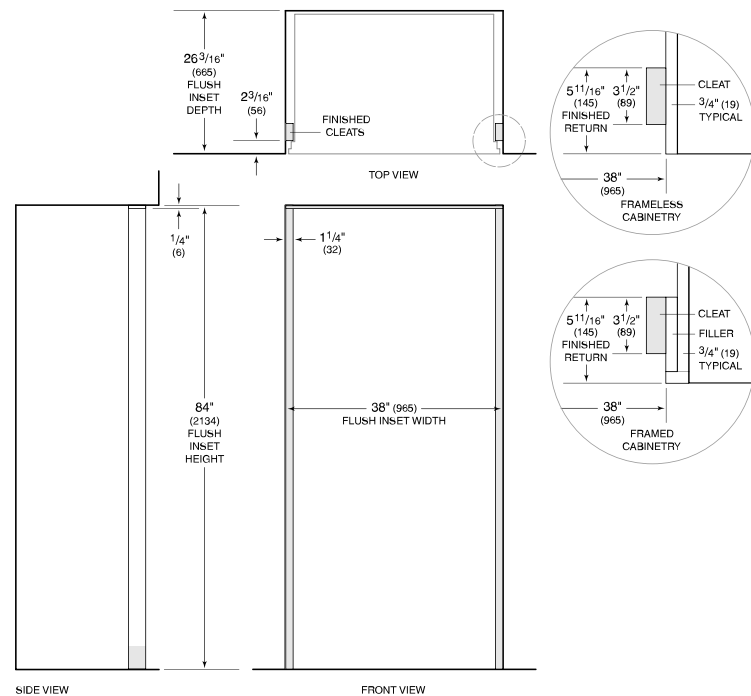 26 3/16"
(665)
FLUSH
INSET
DEPTH
2 3/16"
(56)
FINISHED
CLEATS
TOP VIEW
5 11/16"
(145)
FINISHED
RETURN
3 1/2"
(89)
CLEAT
3/4" (19)
TYPICAL
38"
(965)
FRAMELESS
CABINETRY
1/4"
(6)
1 1/4"
(32)
84"
(2134)
FLUSH
INSET
HEIGHT
38" (965)
FLUSH INSET WIDTH
5 11/16"
(145)
FINISHED
RETURN
3 1/2"
(89)
CLEAT
FILLER
3/4" (19)
TYPICAL
38"
(965)
FRAMED
CABINETRY
SIDE VIEW
FRONT VIEW